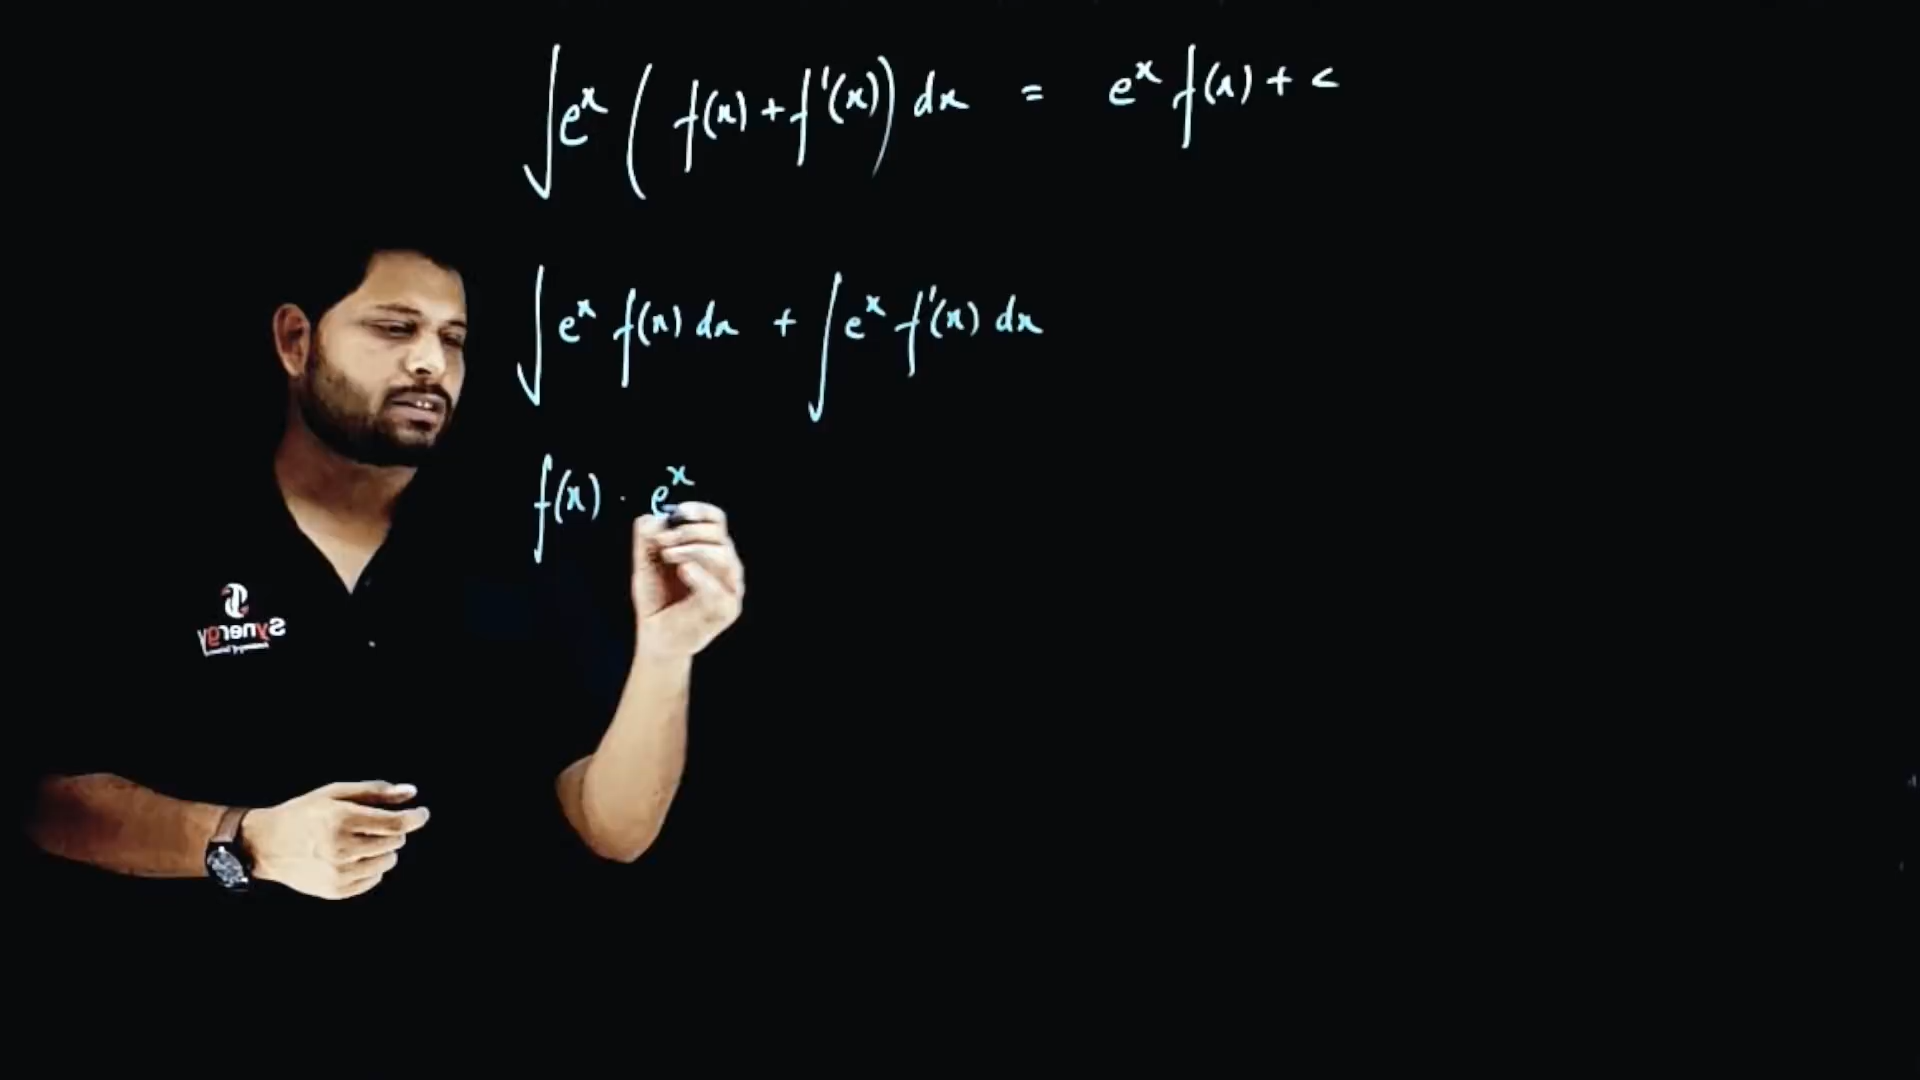 ∫e^x ( f(x) + f'(x) ) dx = e^x f(x) + c
∫ e^x f(x) dx + ∫ e^x f'(x) dx
f(x) · e^x
Synergy